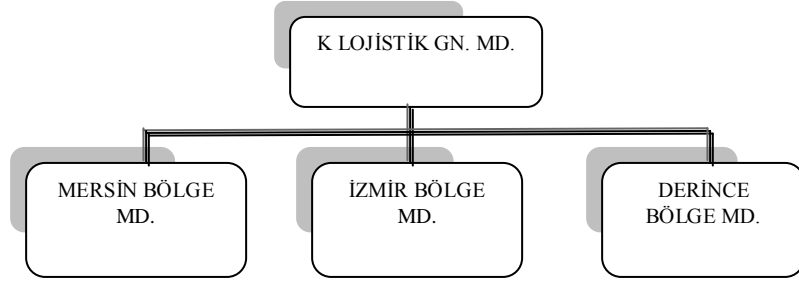 K LOJİSTİK GN. MD.
MERSİN BÖLGE
MD.
İZMİR BÖLGE
MD.
DERİNCE
BÖLGE MD.